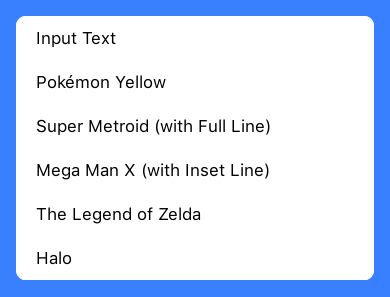 Input Text
Pokémon Yellow
Super Metroid (with Full Line)
Mega Man X (with Inset Line)
The Legend of Zelda
Halo